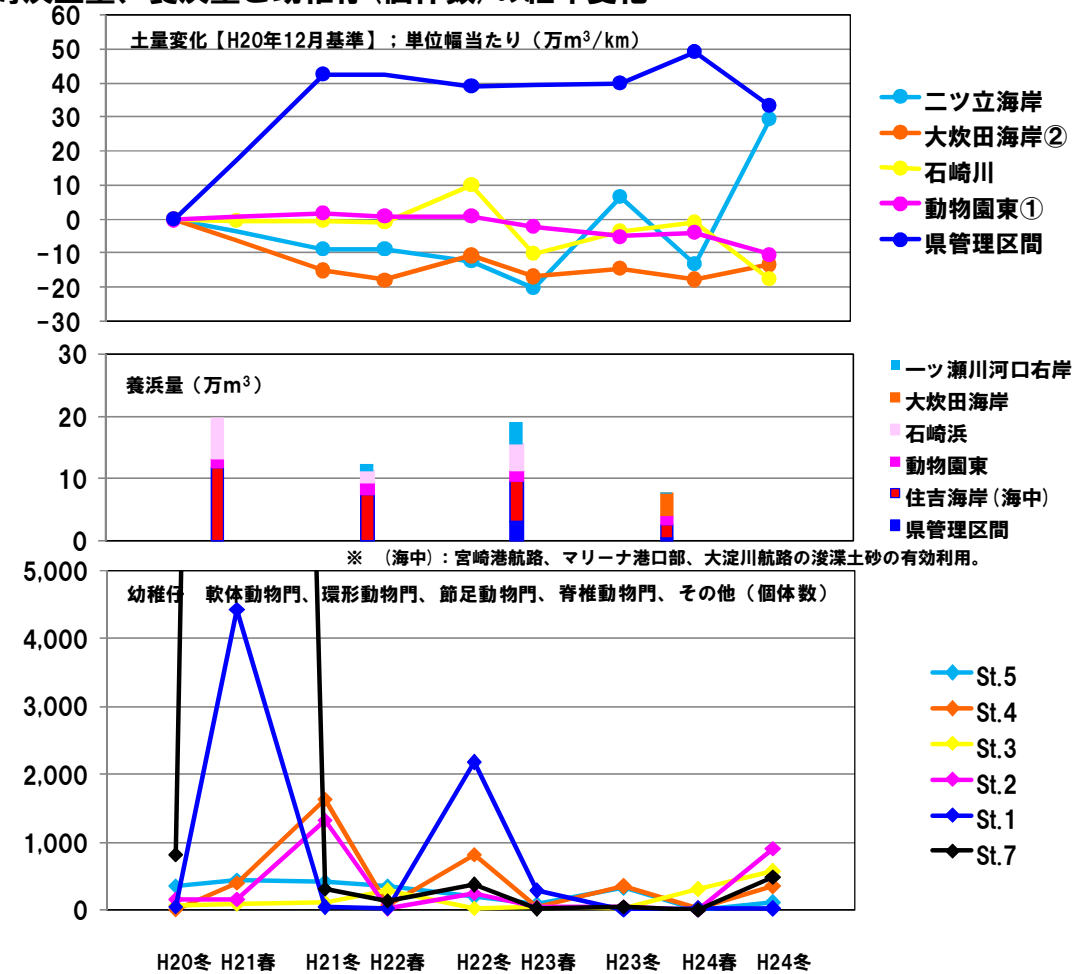 60
50
40
30
20
10
0
-10
-20
-30
土量変化【H20年12月基準】；単位幅当たり（万m³/km）
二ツ立海岸
大炊田海岸②
石崎川
動物園東①
県管理区間
30
20
10
0
養浜量（万m³）
一ッ瀬川河口右岸
大炊田海岸
石崎浜
動物園東
住吉海岸(海中)
県管理区間
※ (海中)：宮崎港航路、マリーナ港口部、大淀川航路の浚渫土砂の有効利用。
5,000
4,000
3,000
2,000
1,000
0
幼稚仔 軟体動物門、環形動物門、節足動物門、脊椎動物門、その他（個体数）
St.5
St.4
St.3
St.2
St.1
St.7
H20冬 H21春 H21冬 H22春 H22冬 H23春 H23冬 H24春 H24冬